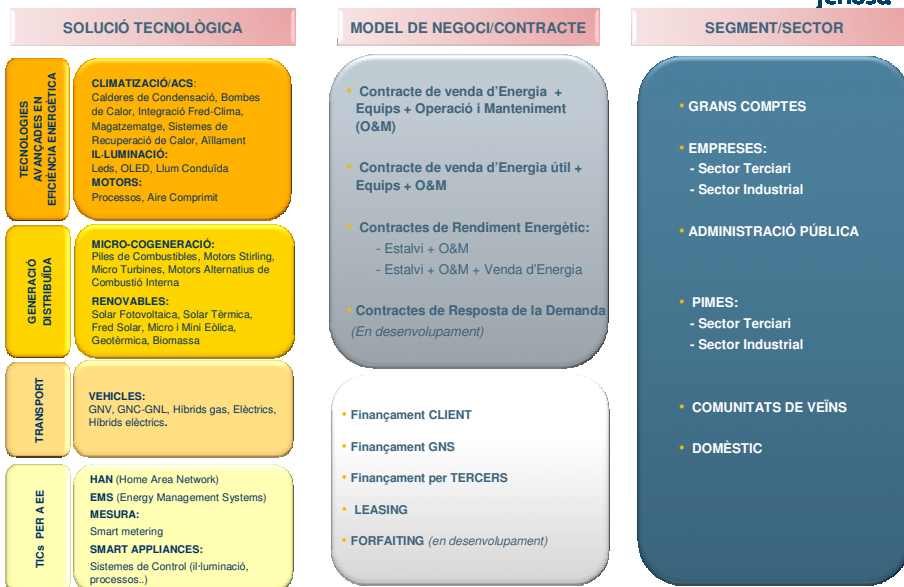 SOLUCIÓ TECNOLÒGICA
TECNOLOGIES
AVANÇADES EN
EFICIÈNCIA ENERGÈTICA
CLIMATIZACIÓ/ACS:
Calderes de Condensació, Bombes
de Calor, Integració Fred-Clima,
Magatzematge, Sistemes de
Recuperació de Calor, Aïllament
IL·LUMINACIÓ:
Leds, OLED, Llum Conduïda
MOTORS:
Processos, Aire Comprimit
GENERACIÓ
DISTRIBUÏDA
MICRO-COGENERACIÓ:
Piles de Combustibles, Motors Stirling,
Micro Turbines, Motors Alternatius de
Combustió Interna
RENOVABLES:
Solar Fotovoltaica, Solar Tèrmica,
Fred Solar, Micro i Mini Eòlica,
Geotèrmica, Biomassa
TRANSPORT
VEHICLES:
GNV, GNC-GNL, Híbrids gas, Elèctrics,
Híbrids elèctrics.
TICs PER A EE
HAN (Home Area Network)
EMS (Energy Management Systems)
MESURA:
Smart metering
SMART APPLIANCES:
Sistemes de Control (il·luminació,
processos..)
MODEL DE NEGOCI/CONTRACTE
• Contracte de venda d'Energia +
Equips + Operació i Manteniment
(O&M)
• Contracte de venda d'Energia útil +
Equips + O&M
• Contractes de Rendiment Energètic:
- Estalvi + O&M
- Estalvi + O&M + Venda d'Energia
• Contractes de Resposta de la Demanda
(En desenvolupament)
• Finançament CLIENT
• Finançament GNS
• Finançament per TERCERS
• LEASING
• FORFAITING (en desenvolupament)
SEGMENT/SECTOR
• GRANS COMPTES
• EMPRESES:
- Sector Terciari
- Sector Industrial
• ADMINISTRACIÓ PÚBLICA
• PIMES:
- Sector Terciari
- Sector Industrial
• COMUNITATS DE VEÏNS
• DOMÈSTIC